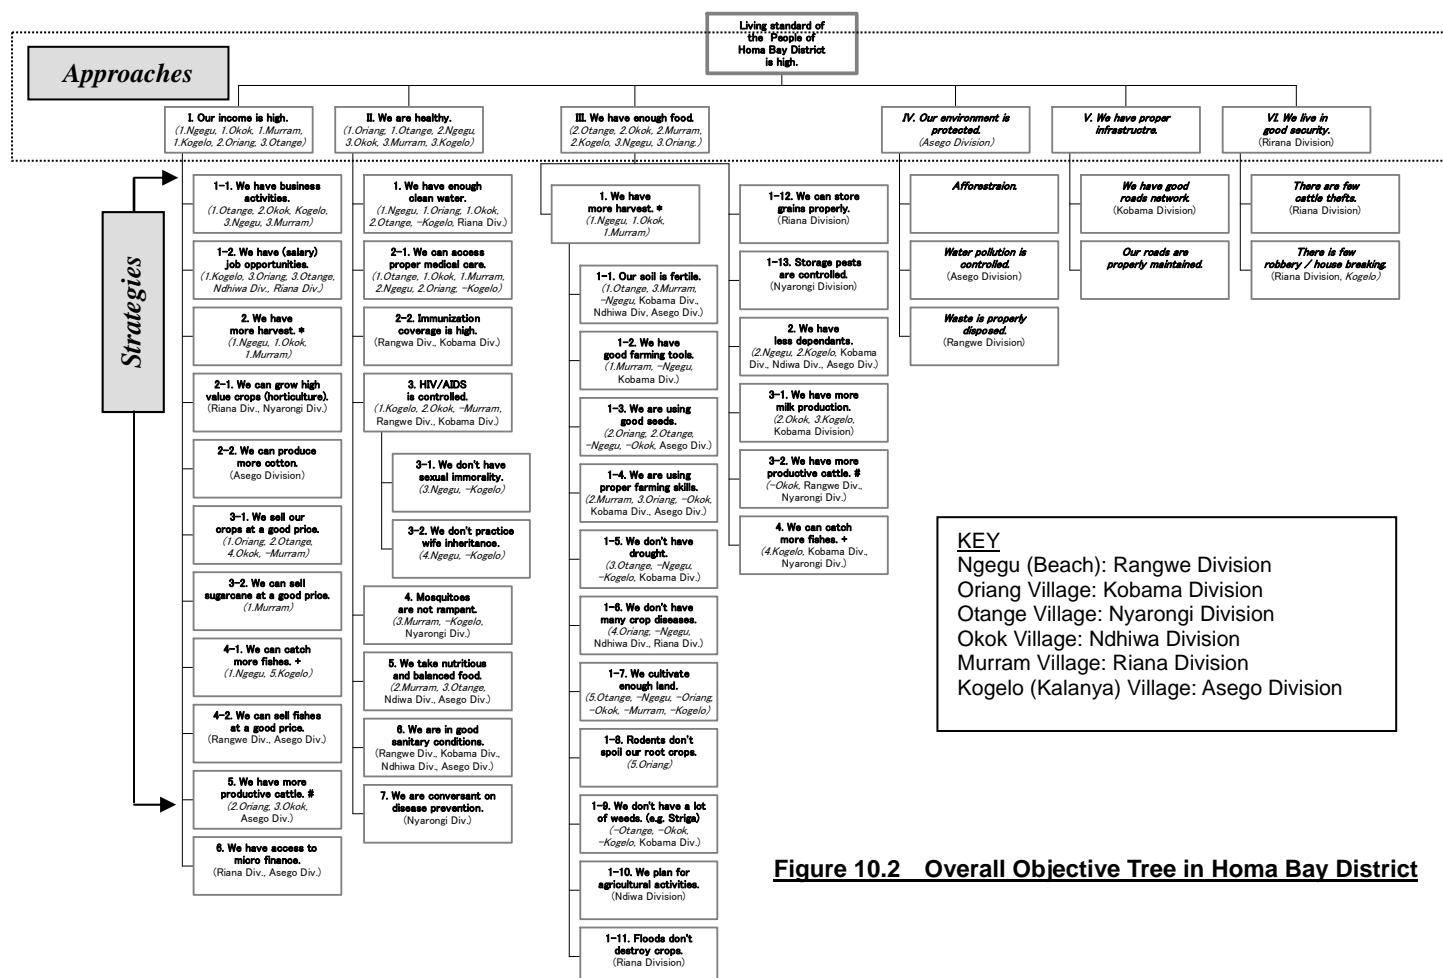 Living standard of
the People of
Homa Bay District
is high.
Approaches
I. Our income is high.
(1.Ngegu, 1.Okok, 1.Murram,
1.Kogelo, 2.Oriang, 3.Otange)
II. We are healthy.
(1.Oriang, 1.Otange, 2.Ngegu,
3.Okok, 3.Murram, 3.Kogelo)
III. We have enough food.
(2.Otange, 2.Okok, 2.Murram,
2.Kogelo, 3.Ngegu, 3.Oriang.)
IV. Our environment is
protected.
(Asego Division)
V. We have proper
infrastructre.
VI. We live in
good security.
(Rirana Division)
Strategies
1-1. We have business
activities.
(1.Otange, 2.Okok, Kogelo,
3.Ngegu, 3.Murram)
1-2. We have (salary)
job opportunities.
(1.Kogelo, 3.Oriang, 3.Otange,
Ndhiwa Div., Riana Div.)
2. We have
more harvest. *
(1.Ngegu, 1.Okok,
1.Murram)
2-1. We can grow high
value crops (horticulture).
(Riana Div., Nyarongi Div.)
2-2. We can produce
more cotton.
(Asego Division)
3-1. We sell our
crops at a good price.
(1.Oriang, 2.Otange,
4.Okok, -Murram)
3-2. We can sell
sugarcane at a good price.
(1.Murram)
4-1. We can catch
more fishes. +
(1.Ngegu, 5.Kogelo)
4-2. We can sell fishes
at a good price.
(Rangwe Div., Asego Div.)
5. We have more
productive cattle. #
(2.Oriang, 3.Okok,
Asego Div.)
6. We have access to
micro finance.
(Riana Div., Asego Div.)
1. We have enough
clean water.
(1.Ngegu, 1.Oriang, 1.Okok,
2.Otange, -Kogelo, Riana Div.)
2-1. We can access
proper medical care.
(1.Otange, 1.Okok, 1.Murram,
2.Ngegu, 2.Oriang, -Kogelo)
2-2. Immunization
coverage is high.
(Rangwa Div., Kobama Div.)
3. HIV/AIDS
is controlled.
(1.Kogelo, 2.Okok, -Murram,
Rangwe Div., Kobama Div.)
3-1. We don't have
sexual immorality.
(3.Ngegu, -Kogelo)
3-2. We don't practice
wife inheritance.
(4.Ngegu, -Kogelo)
4. Mosquitoes
are not rampant.
(3.Murram, -Kogelo,
Nyarongi Div.)
5. We take nutritious
and balanced food.
(2.Murram, 3.Otange,
Ndiwa Div., Asego Div.)
6. We are in good
sanitary conditions.
(Rangwe Div., Kobama Div.,
Ndhiwa Div., Asego Div.)
7. We are conversant on
disease prevention.
(Nyarongi Div.)
1. We have
more harvest. *
(1.Ngegu, 1.Okok,
1.Murram)
1-1. Our soil is fertile.
(1.Otange, 3.Murram,
-Ngegu, Kobama Div.,
Ndhiwa Div, Asego Div.)
1-2. We have
good farming tools.
(1.Murram, -Ngegu,
Kobama Div.)
1-3. We are using
good seeds.
(2.Oriang, 2.Otange,
-Ngegu, -Okok, Asego Div.)
1-4. We are using
proper farming skills.
(2.Murram, 3.Oriang, -Okok,
Kobama Div., Asego Div.)
1-5. We don't have
drought.
(3.Otange, -Ngegu,
-Kogelo, Kobama Div.)
1-6. We don't have
many crop diseases.
(4.Oriang, -Ngegu,
Ndhiwa Div., Riana Div.)
1-7. We cultivate
enough land.
(5.Otange, -Ngegu, -Oriang,
-Okok, -Murram, -Kogelo)
1-8. Rodents don't
spoil our root crops.
(5.Oriang)
1-9. We don't have a lot
of weeds. (e.g. Striga)
(-Otange, -Okok,
-Kogelo, Kobama Div.)
1-10. We plan for
agricultural activities.
(Ndiwa Division)
1-11. Floods don't
destroy crops.
(Riana Division)
1-12. We can store
grains properly.
(Riana Division)
1-13. Storage pests
are controlled.
(Nyarongi Division)
2. We have
less dependants.
(2.Ngegu, 2.Kogelo, Kobama
Div., Ndiwa Div., Asego Div.)
3-1. We have more
milk production.
(2.Okok, 3.Kogelo,
Kobama Division)
3-2. We have more
productive cattle. #
(-Okok, Rangwe Div.,
Nyarongi Div.)
4. We can catch
more fishes. +
(4.Kogelo, Kobama Div.,
Nyarongi Div.)
Afforestraion.
Water pollution is
controlled.
(Asego Division)
Waste is properly
disposed.
(Rangwe Division)
We have good
roads network.
(Kobama Division)
Our roads are
properly maintained.
There are few
cattle thefts.
(Riana Division)
There is few
robbery / house breaking.
(Riana Division, Kogelo)
KEY
Ngegu (Beach): Rangwe Division
Oriang Village: Kobama Division
Otange Village: Nyarongi Division
Okok Village: Ndhiwa Division
Murram Village: Riana Division
Kogelo (Kalanya) Village: Asego Division
Figure 10.2 Overall Objective Tree in Homa Bay District